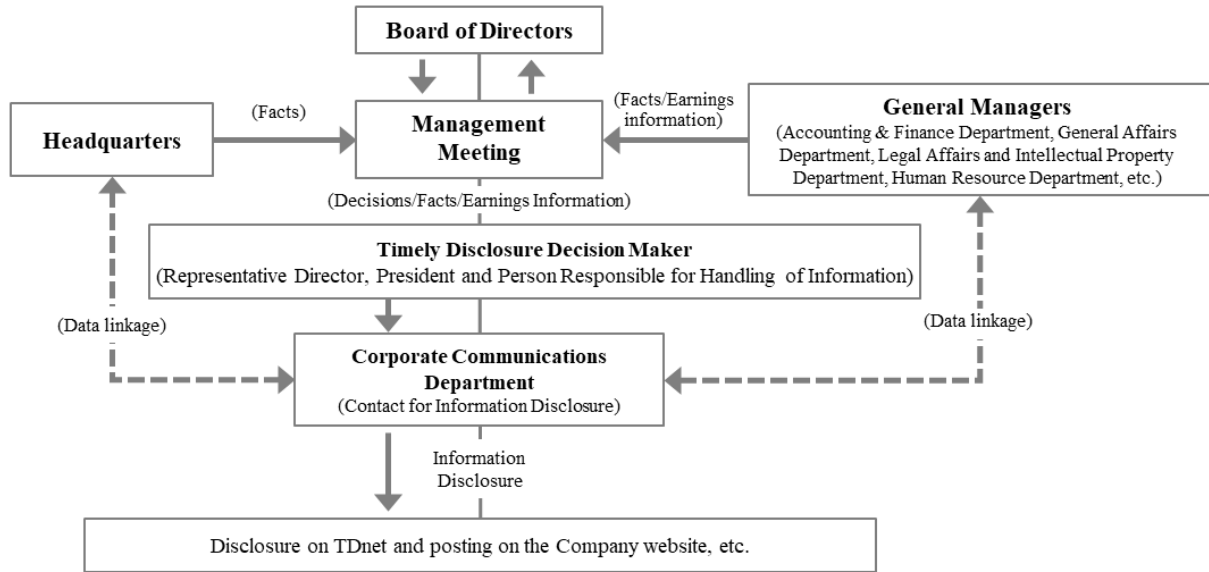 Board of Directors
(Facts)
(Facts/Earnings
information)
Headquarters
Management
Meeting
General Managers
(Accounting & Finance Department, General Affairs
Department, Legal Affairs and Intellectual Property
Department, Human Resource Department, etc.)
(Decisions/Facts/Earnings Information)
Timely Disclosure Decision Maker
(Representative Director, President and Person Responsible for Handling of Information)
(Data linkage)
(Data linkage)
Corporate Communications
Department
(Contact for Information Disclosure)
Information
Disclosure
Disclosure on TDnet and posting on the Company website, etc.